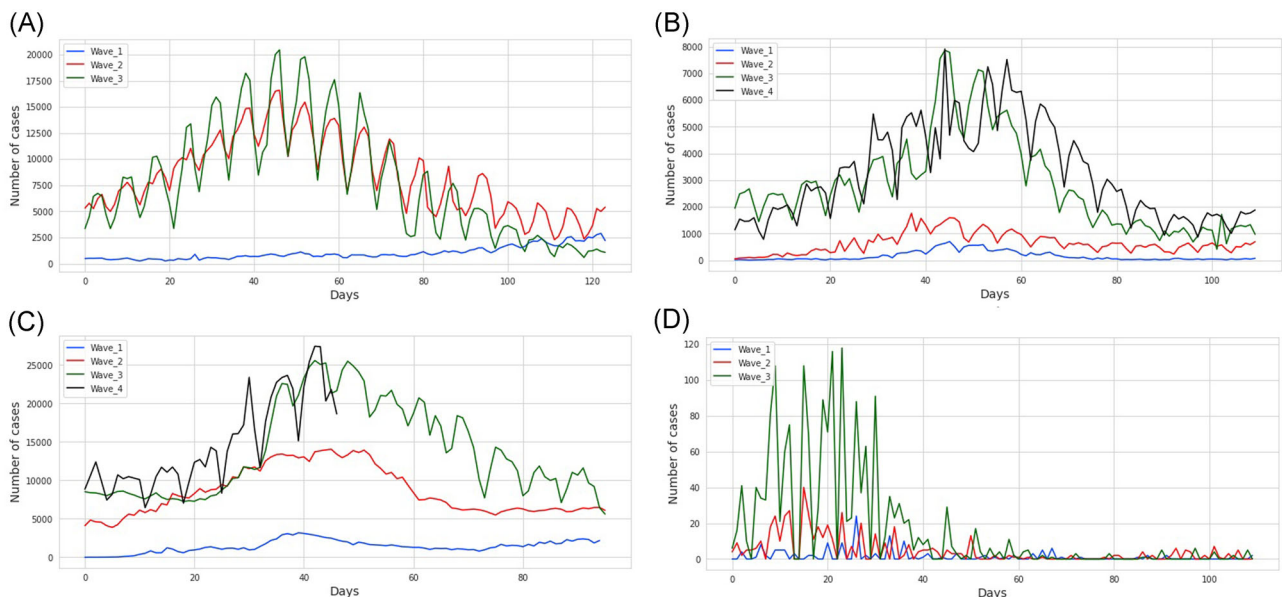 (A)
Wave_1
Wave_2
Wave_3
Number of cases
20000
17500
15000
12500
10000
7500
5000
2500
0
0 20 40 60 80 100 120
Days
(B)
Wave_1
Wave_2
Wave_3
Wave_4
Number of cases
8000
7000
6000
5000
4000
3000
2000
1000
0
0 20 40 60 80 100
Days
(C)
Wave_1
Wave_2
Wave_3
Wave_4
Number of cases
25000
20000
15000
10000
5000
0
0 20 40 60 80
Days
(D)
Wave_1
Wave_2
Wave_3
Number of cases
120
100
80
60
40
20
0
0 20 40 60 80 100
Days